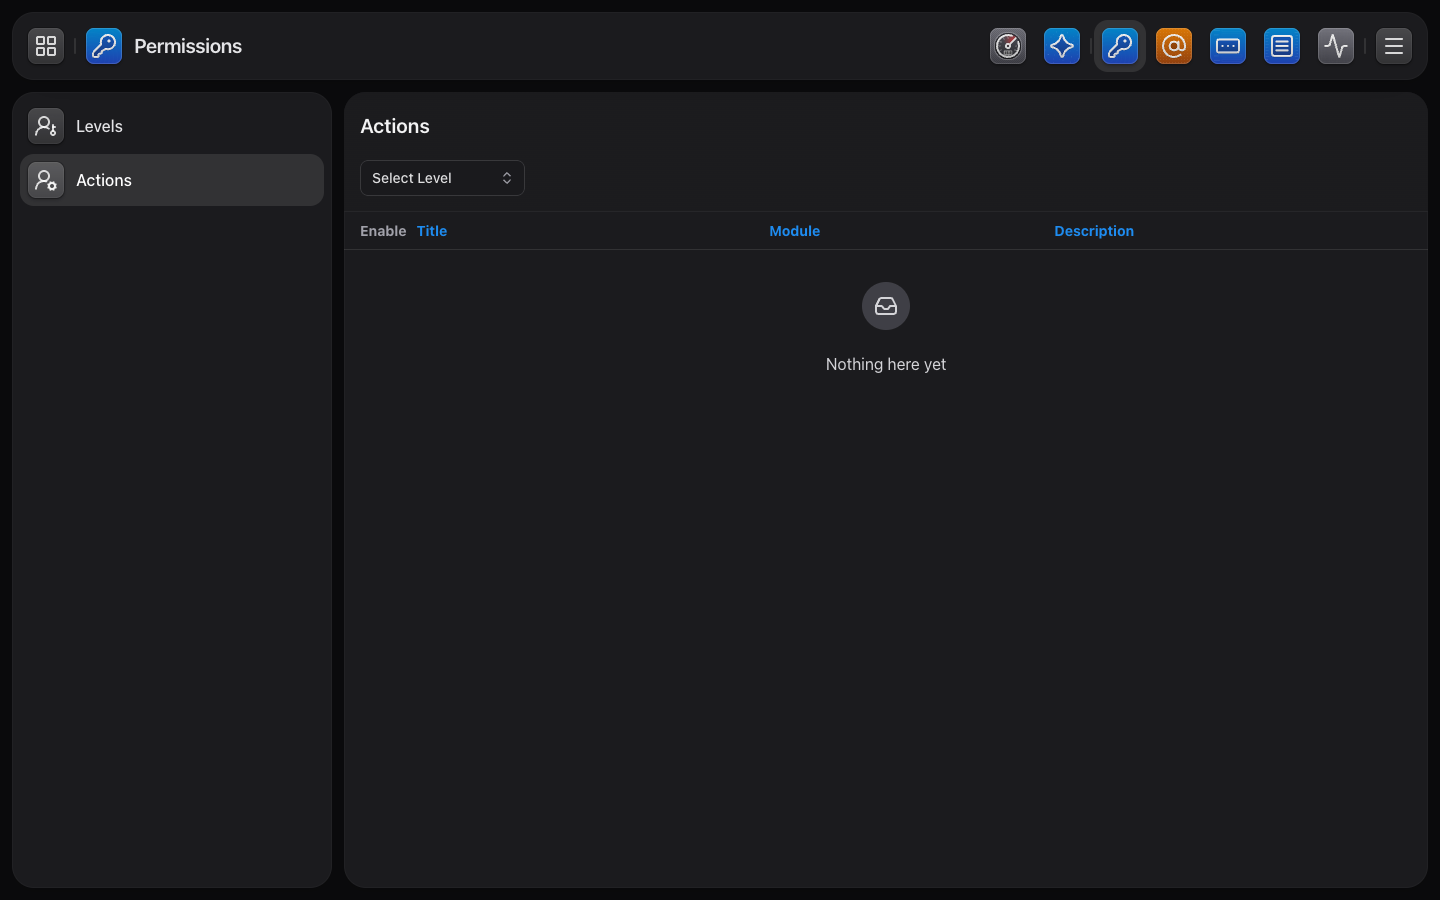 Permissions
Levels
Actions
Actions
Select Level
Enable Title Module Description
Nothing here yet